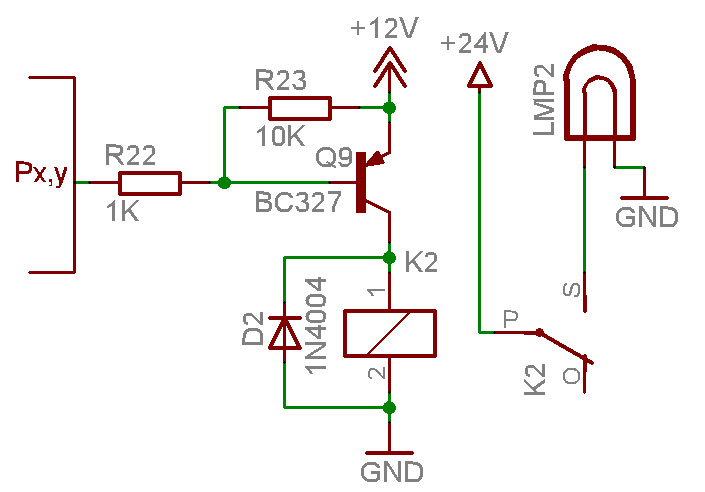 +12V
+24V
LMP2
R23
10K
Px,y
R22
1K
Q9
BC327
GND
K2
D2
1N4004
1
2
GND
S
P
K2
O